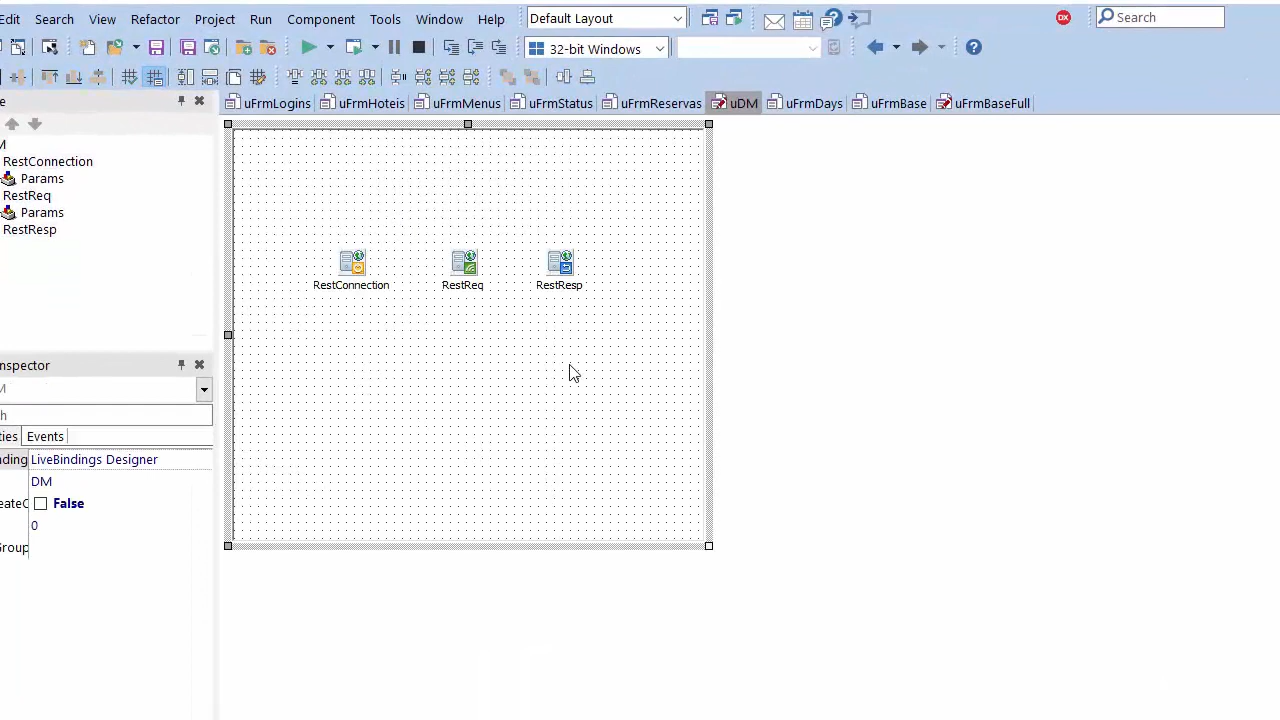 Edit Search View Refactor Project Run Component Tools Window Help Default Layout DX Search
32-bit Windows
uFrmLogins uFrmHoteis uFrmMenus uFrmStatus uFrmReservas uDM uFrmDays uFrmBase uFrmBaseFull
RestConnection
Params
RestReq
Params
RestResp
RestConnection RestReq RestResp
Events
LiveBindings Designer
DM
False
0